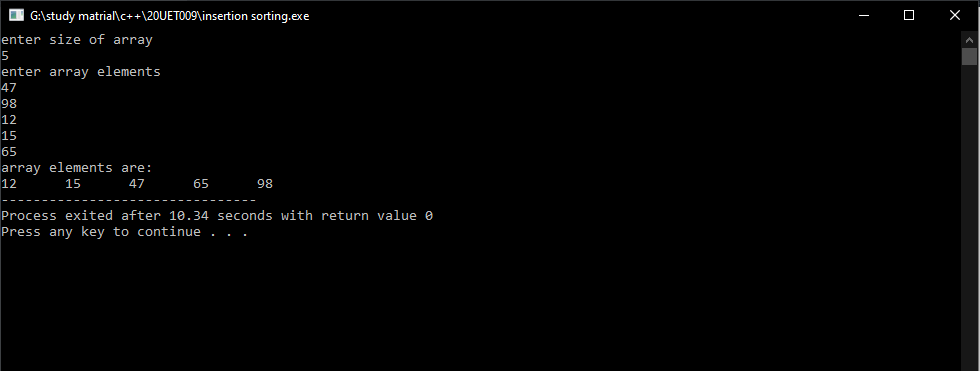 G:\study matrial\c++\20UET009\insertion sorting.exe
enter size of array
5
enter array elements
47
98
12
15
65
array elements are:
12      15      47      65      98
--------------------------------
Process exited after 10.34 seconds with return value 0
Press any key to continue . . .